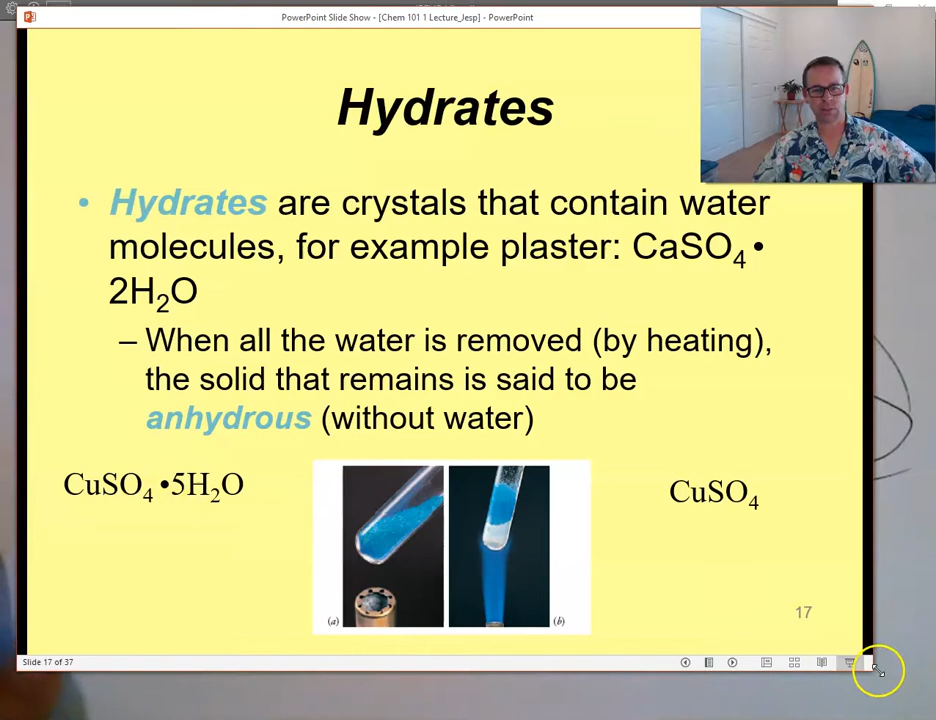 PowerPoint Slide Show - [Chem 101 1 Lecture_Jesp] - PowerPoint
Hydrates
• Hydrates are crystals that contain water
molecules, for example plaster: CaSO₄ •
2H₂O
– When all the water is removed (by heating),
the solid that remains is said to be
anhydrous (without water)
CuSO₄ •5H₂O
CuSO₄
(a)
(b)
17
Slide 17 of 37